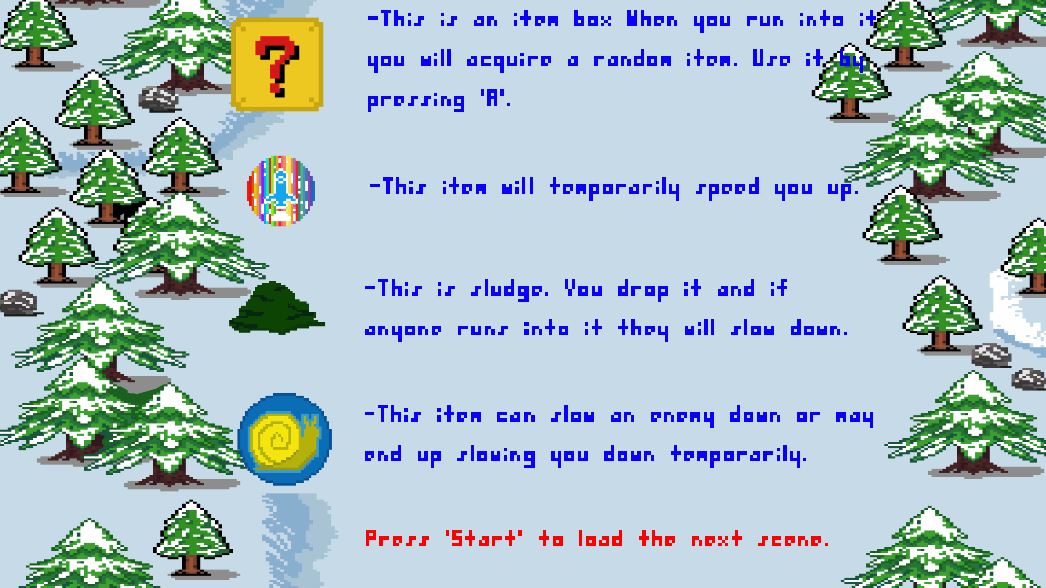 ?
-This is an item box When you run into it
you will acquire a random item. Use it by
pressing 'A'.
-This item will temporarily speed you up.
-This is sludge. You drop it and if
anyone runs into it they will slow down.
-This item can slow an enemy down or may
end up slowing you down temporarily.
Press 'Start' to load the next scene.